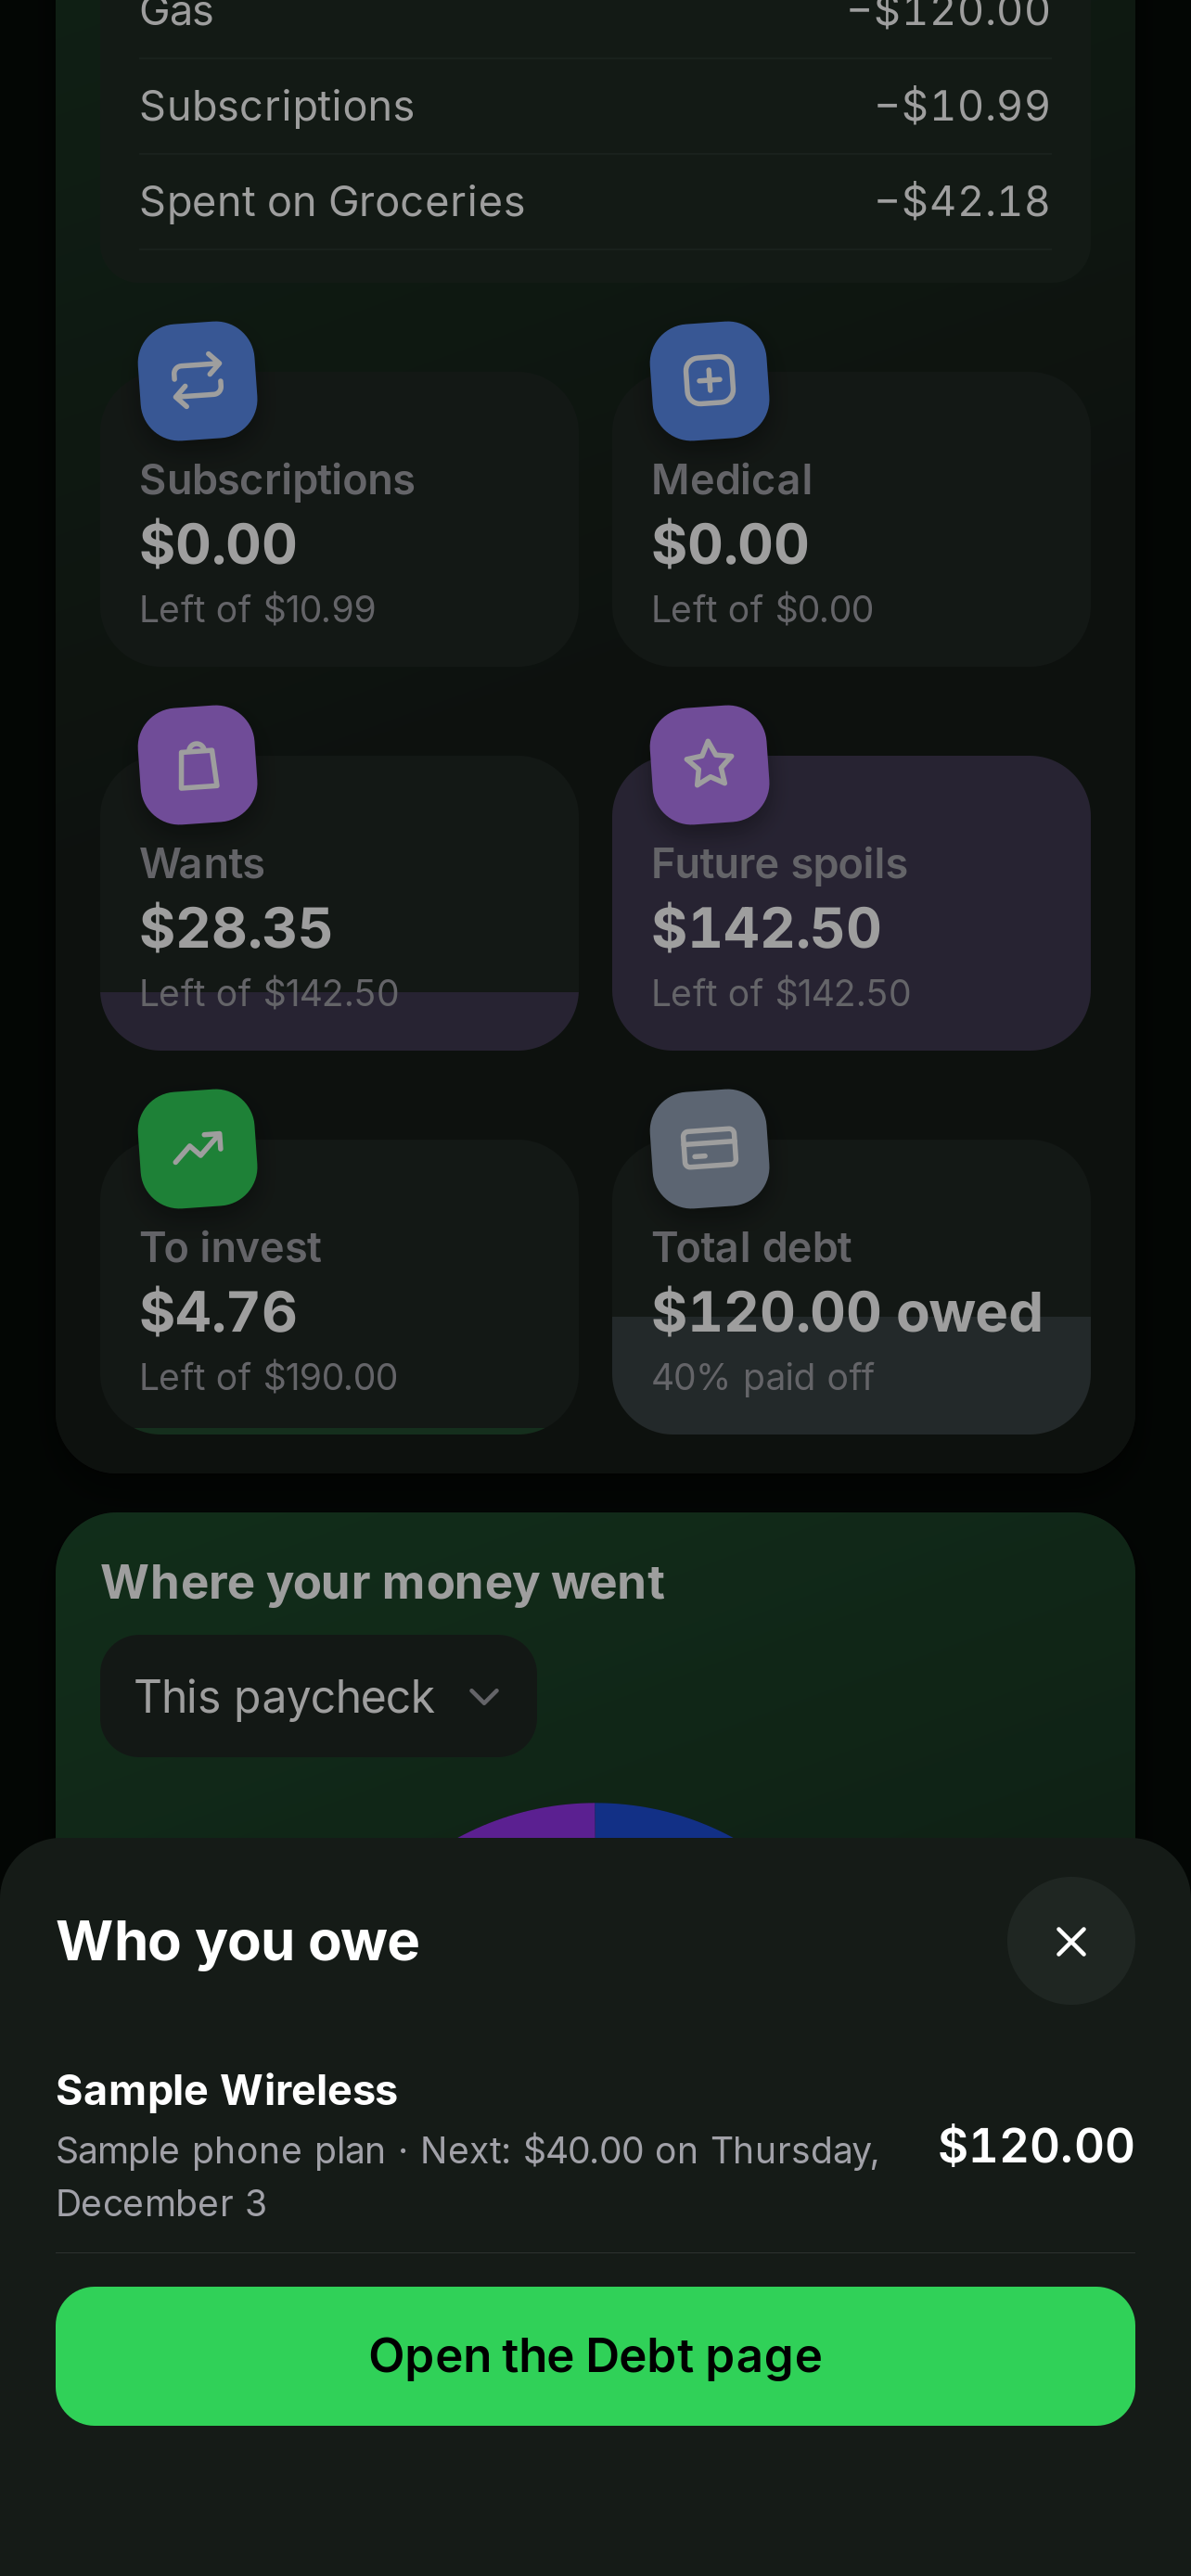 Gas
−$120.00
Subscriptions
−$10.99
Spent on Groceries
−$42.18
Subscriptions
$0.00
Left of $10.99
Medical
$0.00
Left of $0.00
Wants
$28.35
Left of $142.50
Future spoils
$142.50
Left of $142.50
To invest
$4.76
Left of $190.00
Total debt
$120.00 owed
40% paid off
Where your money went
This paycheck
Who you owe
Sample Wireless
Sample phone plan · Next: $40.00 on Thursday,
December 3
$120.00
Open the Debt page